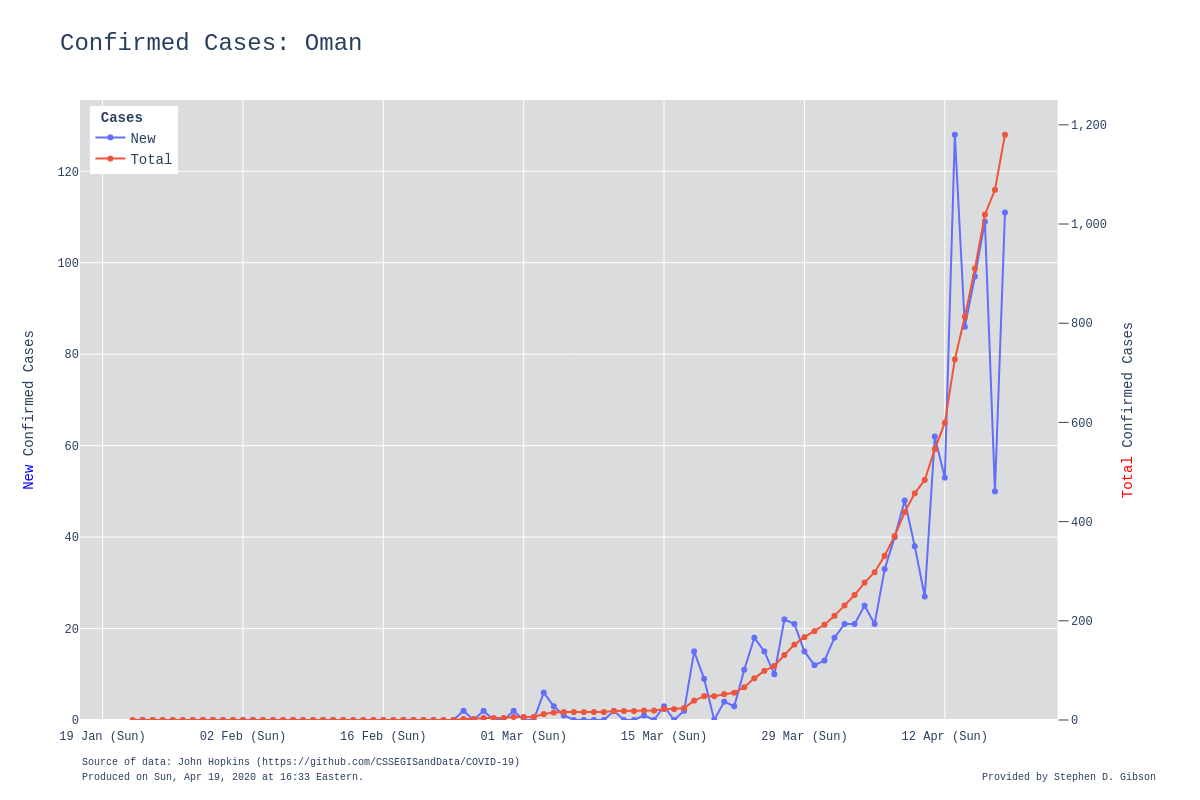 Confirmed Cases: Oman
Cases
New
Total
120
100
80
60
40
20
0
1,200
1,000
800
600
400
200
0
New Confirmed Cases
Total Confirmed Cases
19 Jan (Sun)
02 Feb (Sun)
16 Feb (Sun)
01 Mar (Sun)
15 Mar (Sun)
29 Mar (Sun)
12 Apr (Sun)
Source of data: John Hopkins (https://github.com/CSSEGISandData/COVID-19)
Produced on Sun, Apr 19, 2020 at 16:33 Eastern.
Provided by Stephen D. Gibson